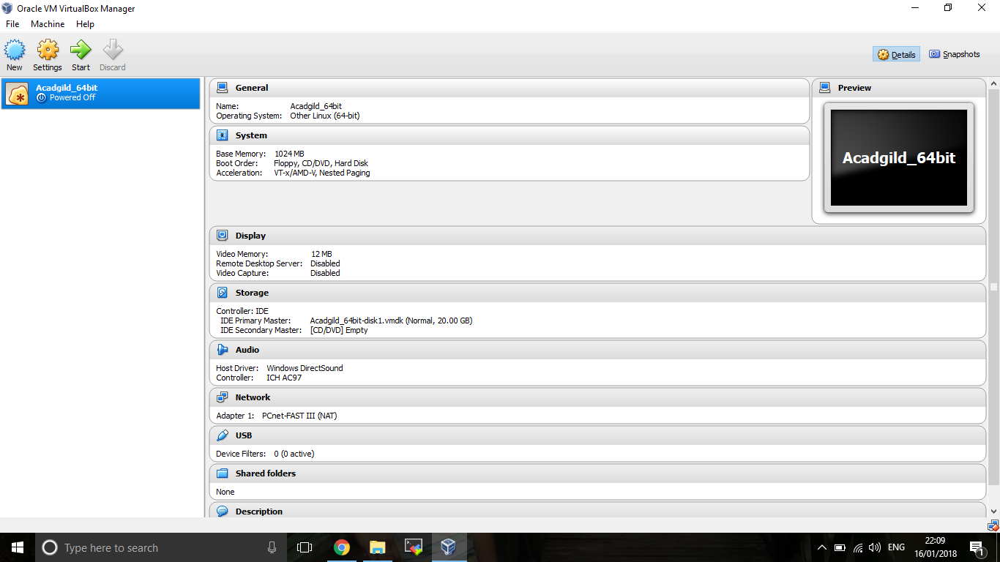 Oracle VM VirtualBox Manager
File Machine Help
New Settings Start Discard
Details Snapshots
Acadgild_64bit
Powered Off
General
Name: Acadgild_64bit
Operating System: Other Linux (64-bit)
System
Base Memory: 1024 MB
Boot Order: Floppy, CD/DVD, Hard Disk
Acceleration: VT-x/AMD-V, Nested Paging
Preview
Acadgild_64bit
Display
Video Memory: 12 MB
Remote Desktop Server: Disabled
Video Capture: Disabled
Storage
Controller: IDE
IDE Primary Master: Acadgild_64bit-disk1.vmdk (Normal, 20.00 GB)
IDE Secondary Master: [CD/DVD] Empty
Audio
Host Driver: Windows DirectSound
Controller: ICH AC97
Network
Adapter 1: PCnet-FAST III (NAT)
USB
Device Filters: 0 (0 active)
Shared folders
None
Description
Type here to search
ENG
22:09
16/01/2018
1